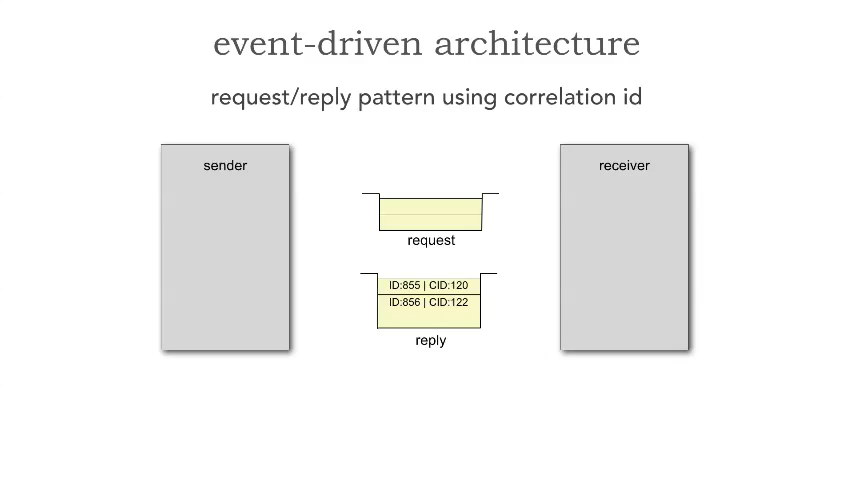 event-driven architecture
request/reply pattern using correlation id
sender
receiver
request
ID:855 | CID:120
ID:856 | CID:122
reply